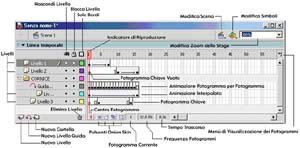 Nascondi Livello
Blocca Livello
Solo Bordi
Modifica Scena
Modifica Simboli
Senza nome-1*
Scena 1
Indicatore di Riproduzione
Linea temporale
Modifica Zoom dello Stage
Livelli
Livello 1
Livello 2
CORNICE
Guida...
Livello
Livello 3
Fotogramma Chiave Vuoto
Animazione Fotogramma per Fotogramma
Animazione Interpolata
Fotogramma Chiave
Elimina Livello
Centra Fotogramma
Nuova Cartella
Nuovo Livello Guida
Nuovo Livello
Pulsanti Onion Skin
Fotogramma Corrente
Tempo Trascorso
Frequenza Fotogrammi
Menù di Visualizzazione dei Fotogrammi